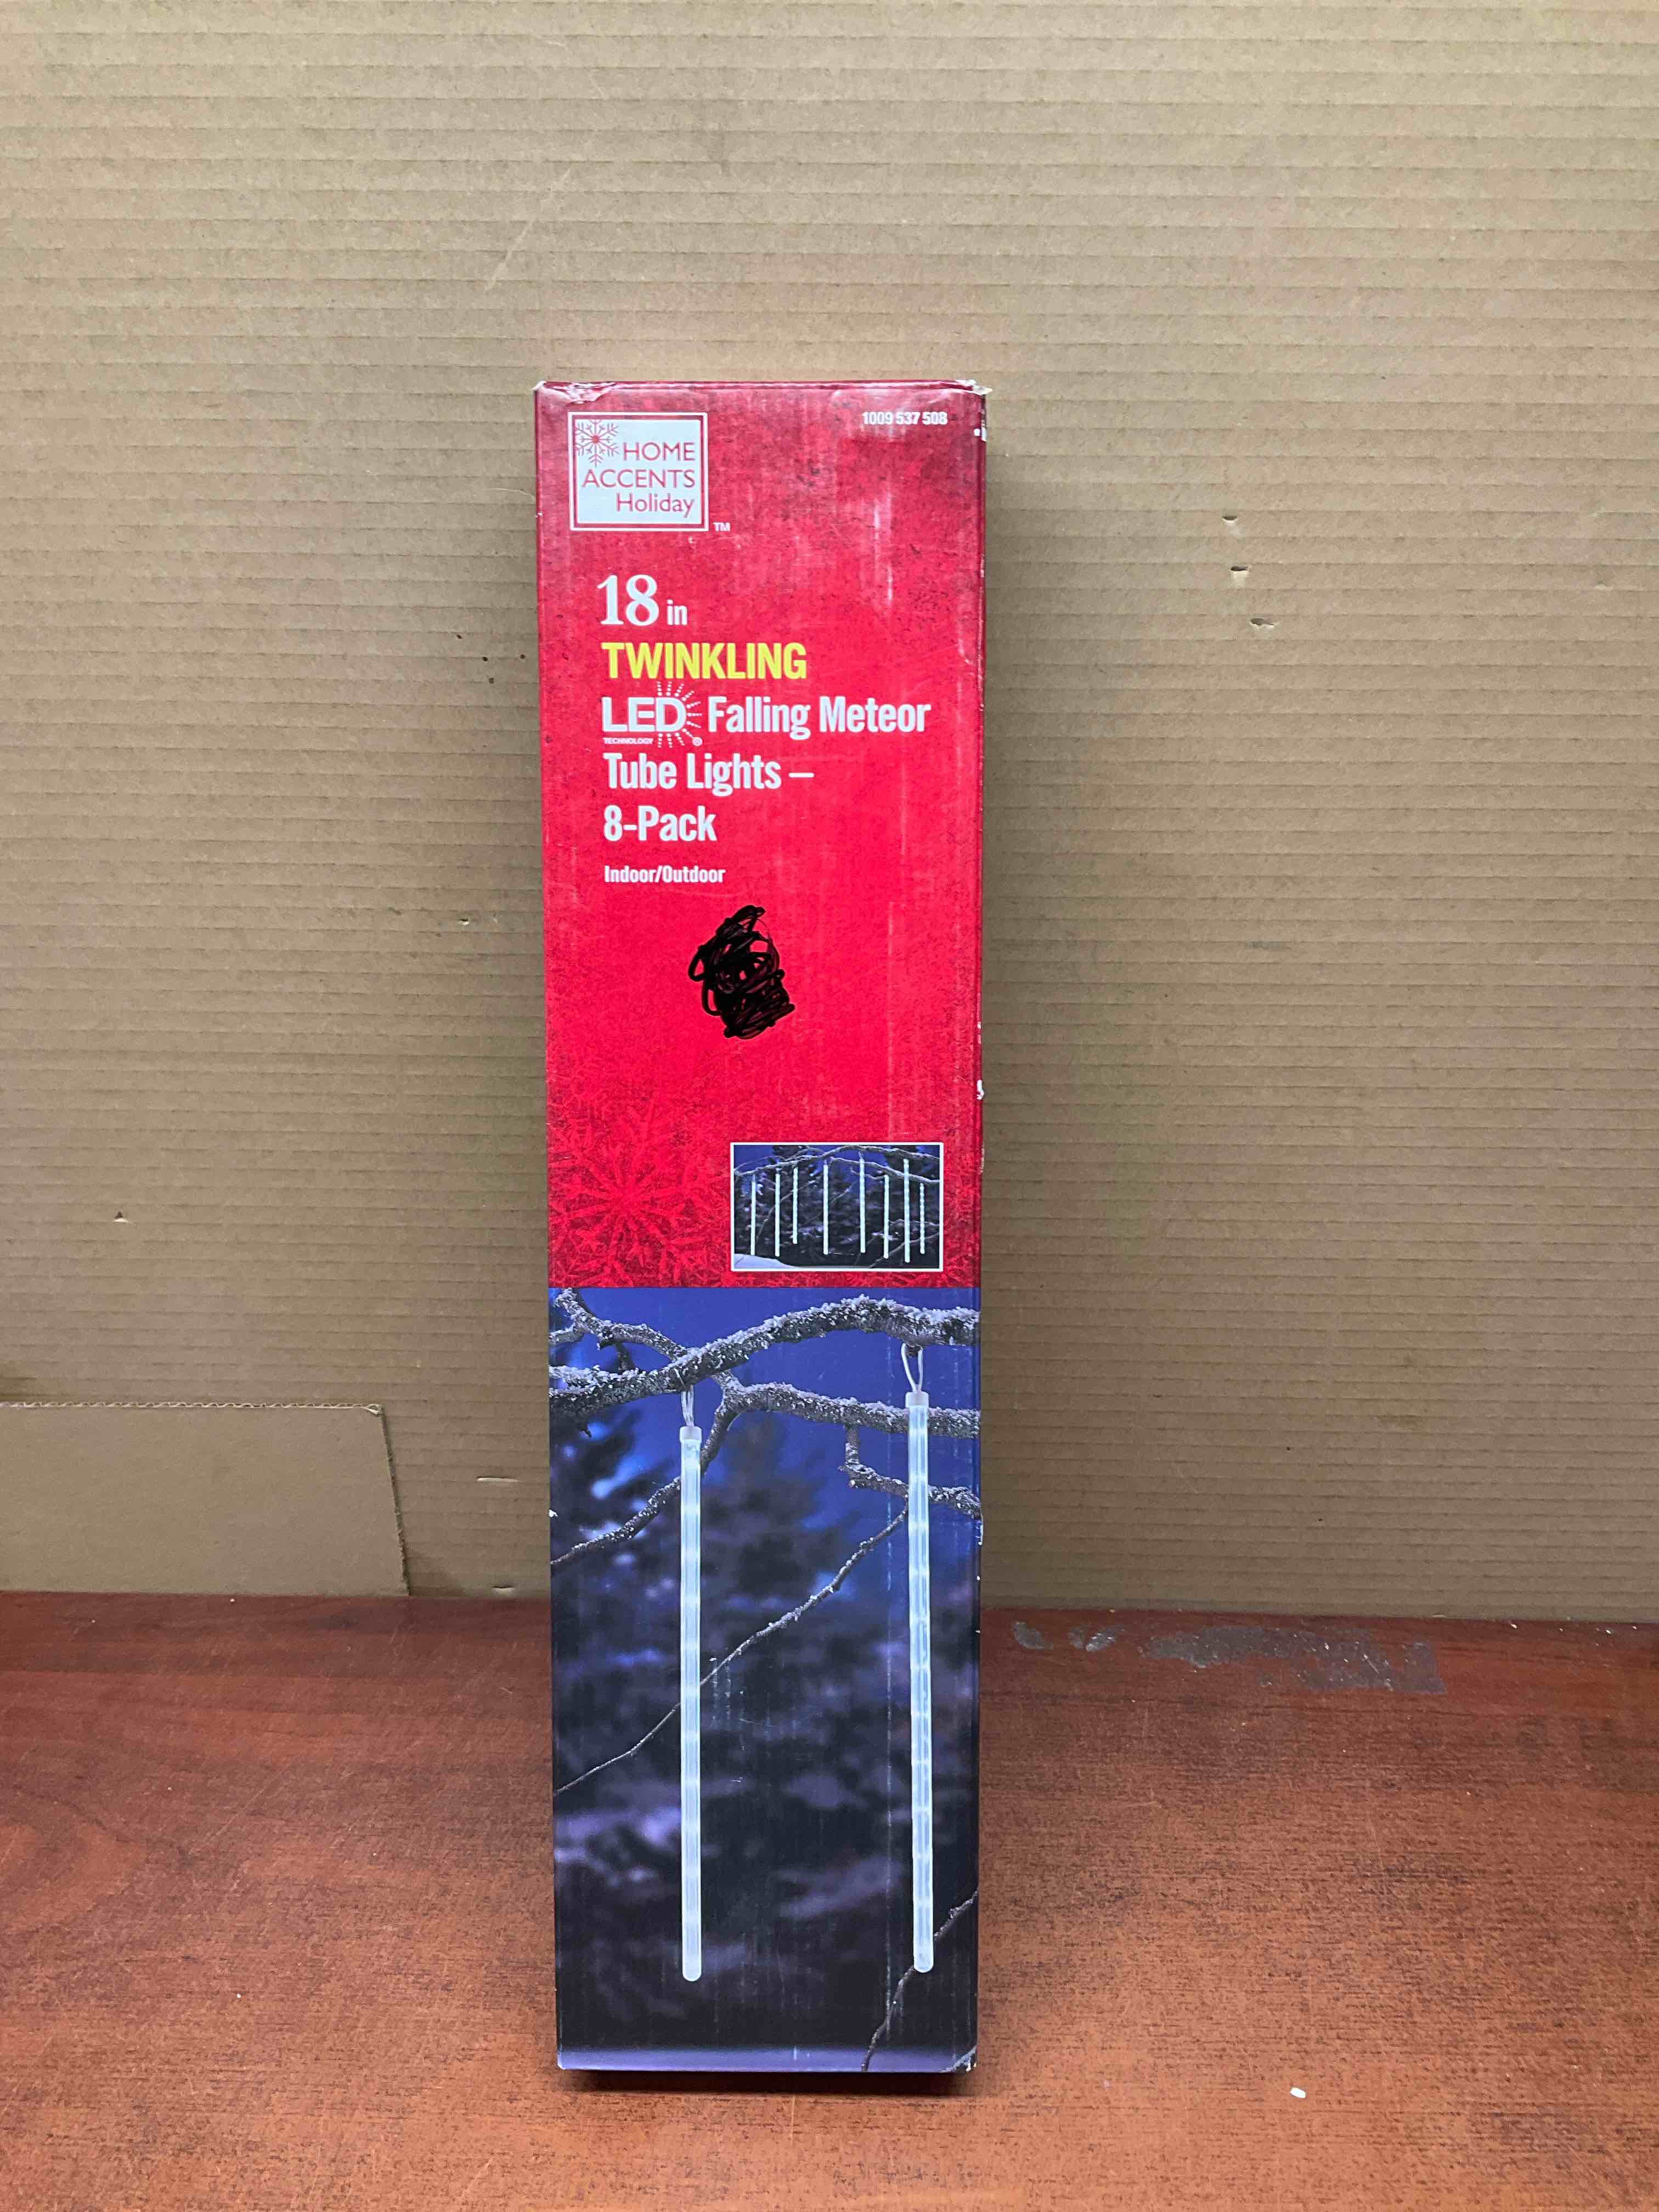 HOME
ACCENTS
Holiday
TM
1009 537 508
18 in
TWINKLING
LED Falling Meteor
TECHNOLOGY ®
Tube Lights –
8-Pack
Indoor/Outdoor